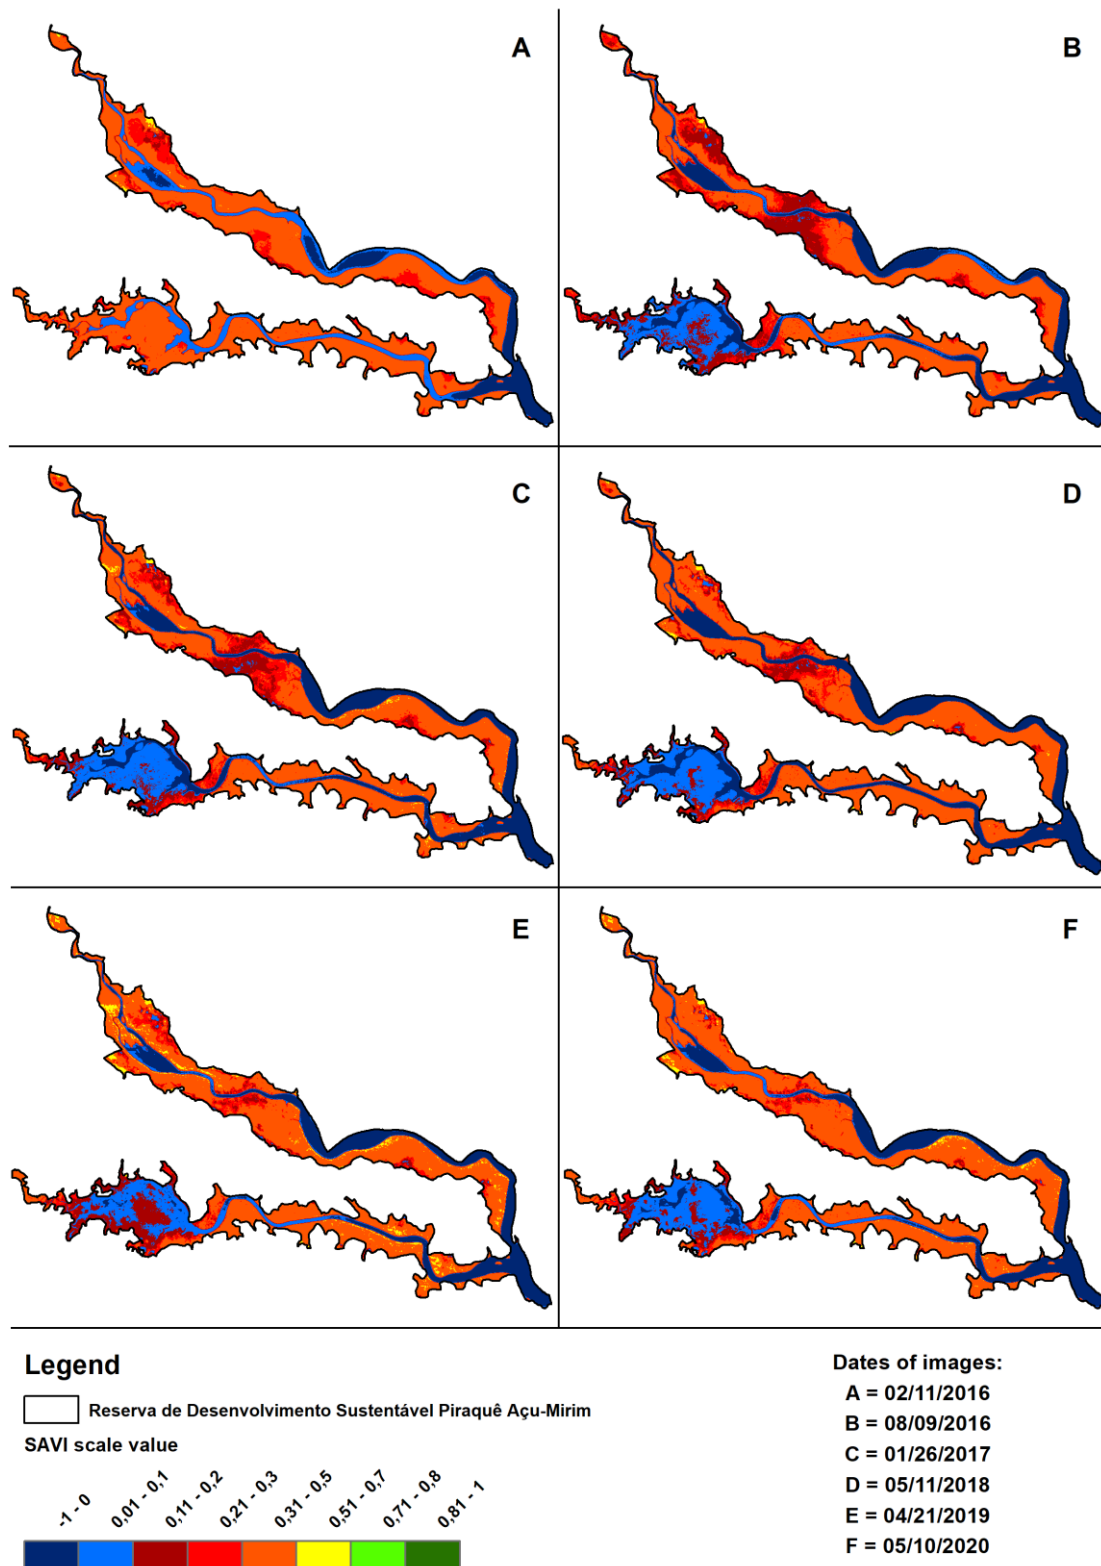 A
B
C
D
E
F
Legend
Reserva de Desenvolvimento Sustentável Piraquê Açu-Mirim
SAVI scale value
-1 - 0
0,01 - 0,1
0,11 - 0,2
0,21 - 0,3
0,31 - 0,5
0,51 - 0,7
0,71 - 0,8
0,81 - 1
Dates of images:
A = 02/11/2016
B = 08/09/2016
C = 01/26/2017
D = 05/11/2018
E = 04/21/2019
F = 05/10/2020